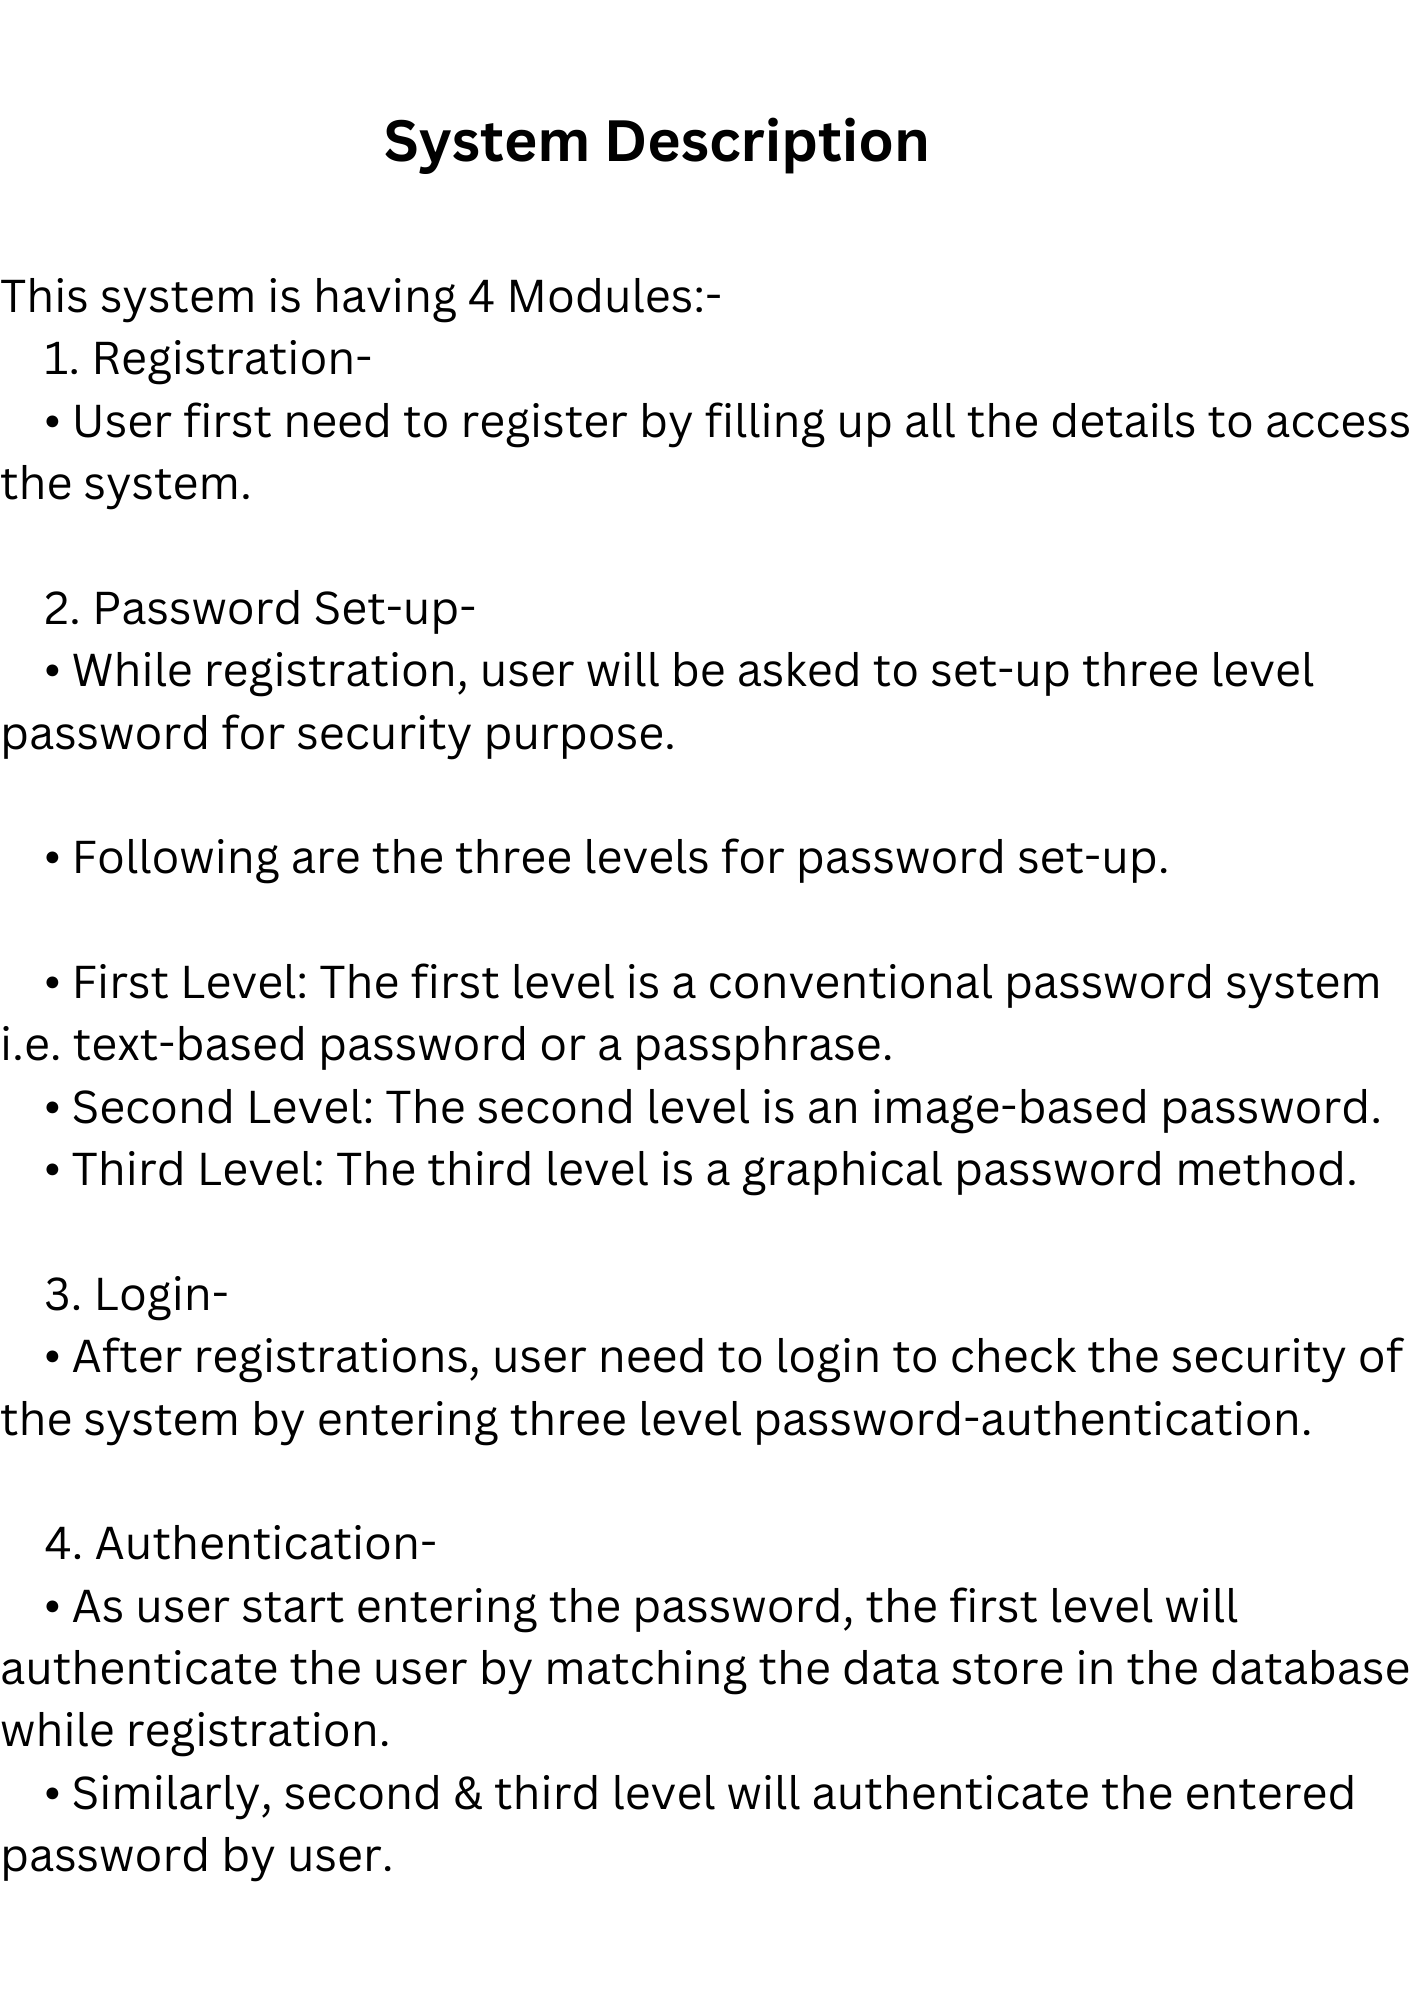 System Description
This system is having 4 Modules:-
1. Registration-
• User first need to register by filling up all the details to access
the system.
2. Password Set-up-
• While registration, user will be asked to set-up three level
password for security purpose.
• Following are the three levels for password set-up.
• First Level: The first level is a conventional password system
i.e. text-based password or a passphrase.
• Second Level: The second level is an image-based password.
• Third Level: The third level is a graphical password method.
3. Login-
• After registrations, user need to login to check the security of
the system by entering three level password-authentication.
4. Authentication-
• As user start entering the password, the first level will
authenticate the user by matching the data store in the database
while registration.
• Similarly, second & third level will authenticate the entered
password by user.